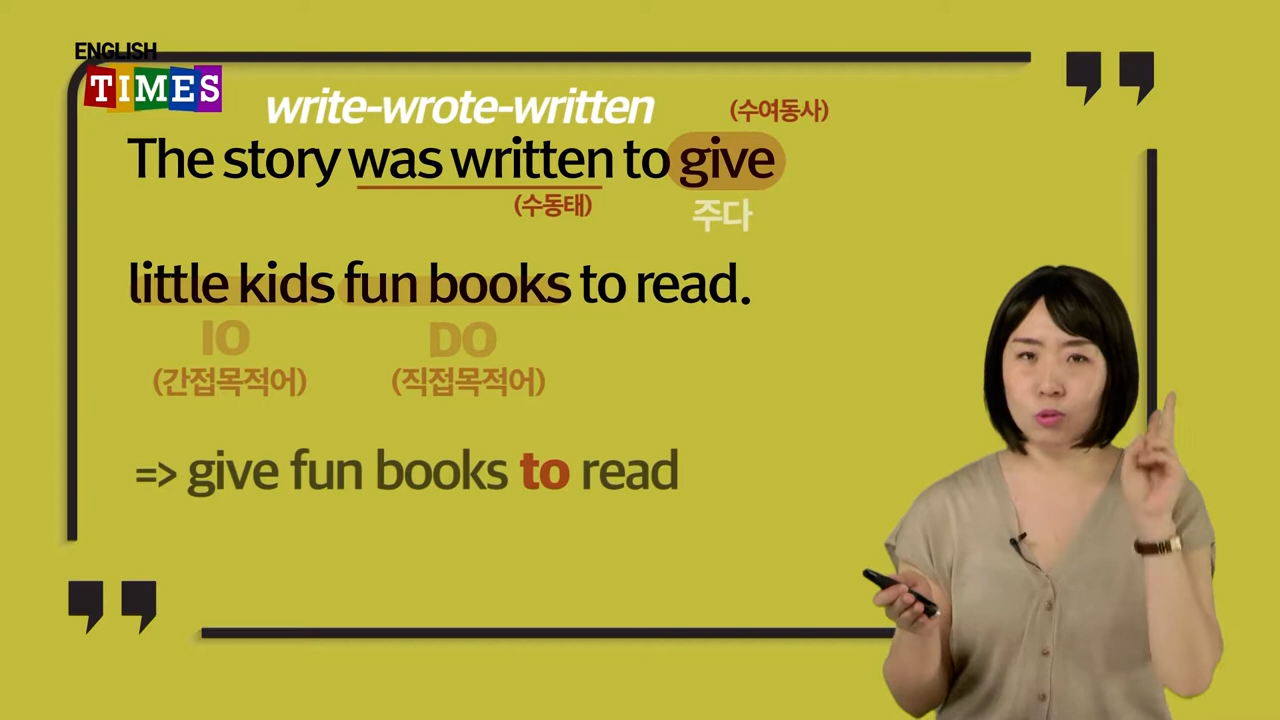 ENGLISH
TIMES
write-wrote-written
(수여동사)
The story was written to give
(수동태)
주다
little kids fun books to read.
IO
DO
(간접목적어)
(직접목적어)
=> give fun books to read